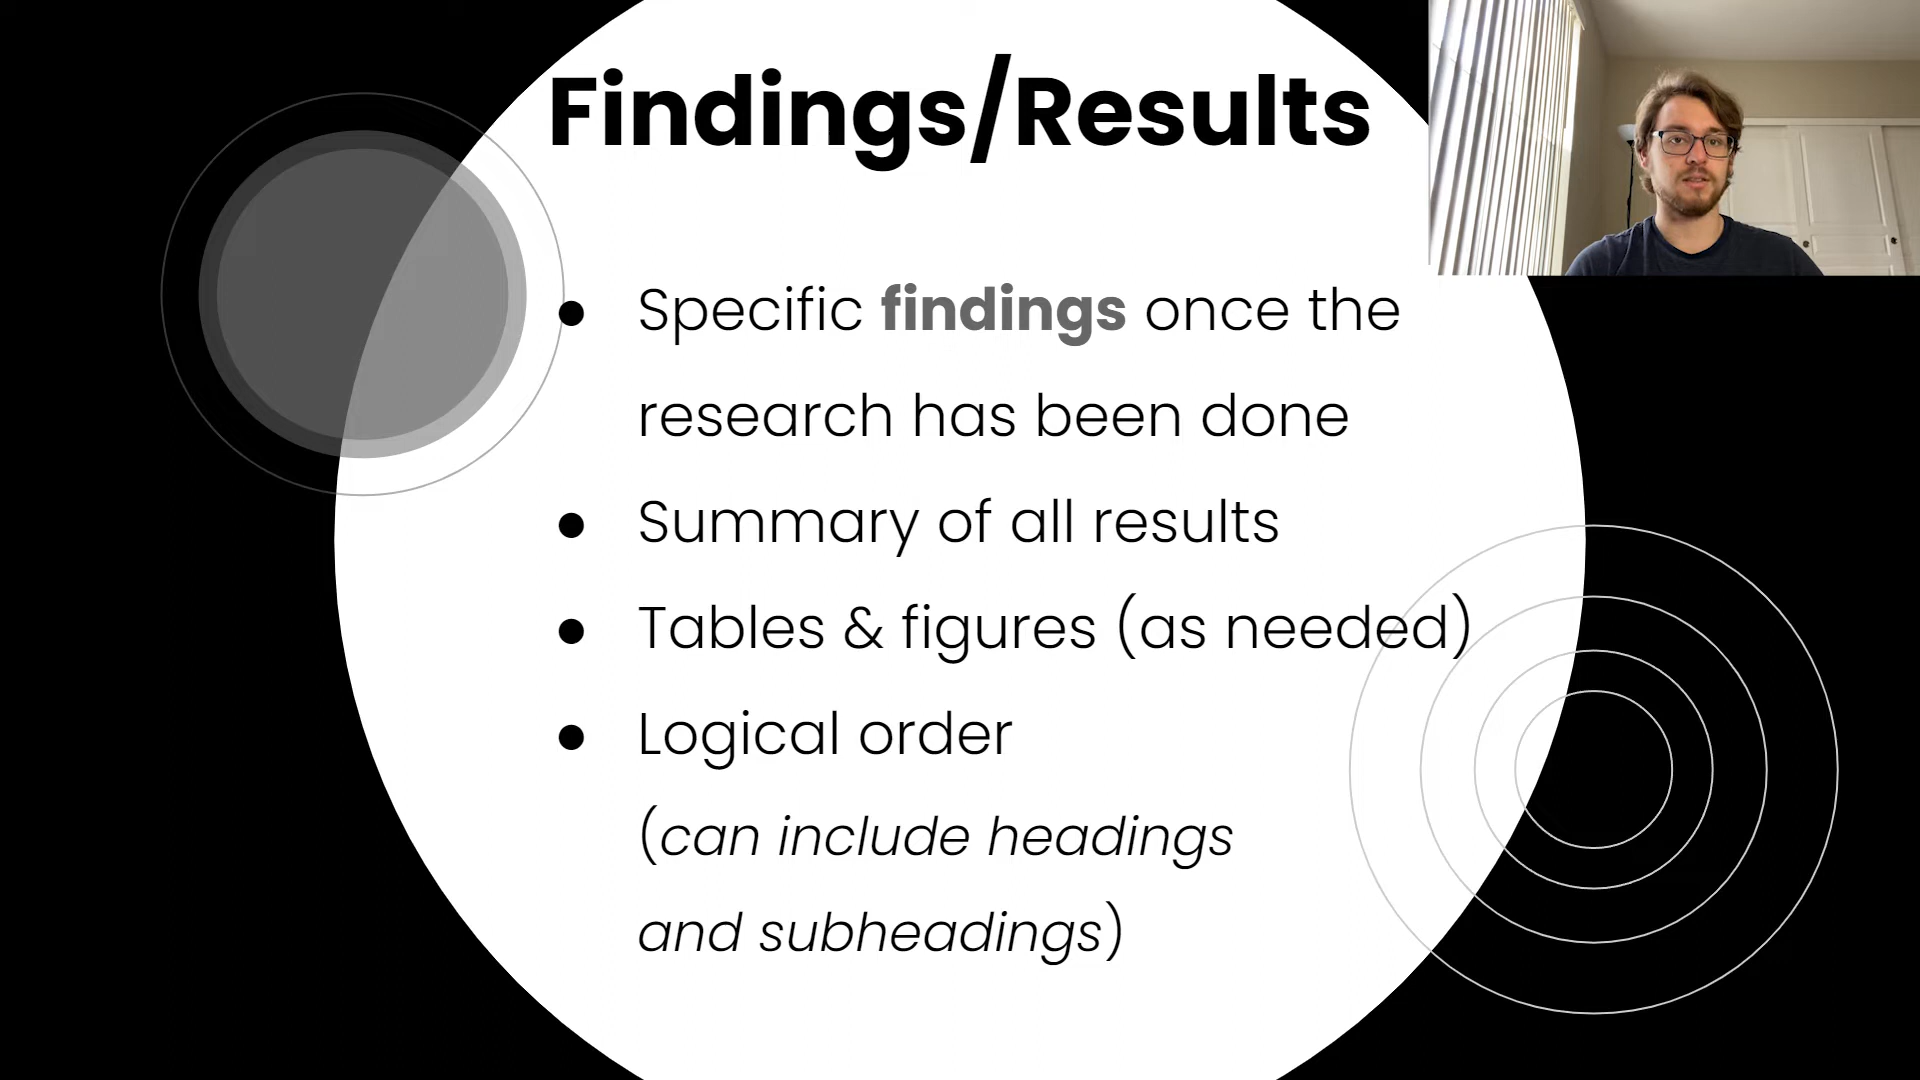 Findings/Results
● Specific findings once the
research has been done
● Summary of all results
● Tables & figures (as needed)
● Logical order
(can include headings
and subheadings)